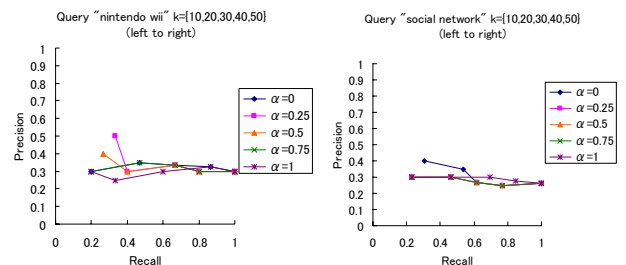 Query "nintendo wii" k={10,20,30,40,50}
(left to right)
1
0.9
0.8
0.7
0.6
0.5
0.4
0.3
0.2
0.1
0
Precision
0 0.2 0.4 0.6 0.8 1
Recall
α=0
α=0.25
α=0.5
α=0.75
α=1
Query "social network" k={10,20,30,40,50}
(left to right)
1
0.9
0.8
0.7
0.6
0.5
0.4
0.3
0.2
0.1
0
Precision
0 0.2 0.4 0.6 0.8 1
Recall
α=0
α=0.25
α=0.5
α=0.75
α=1